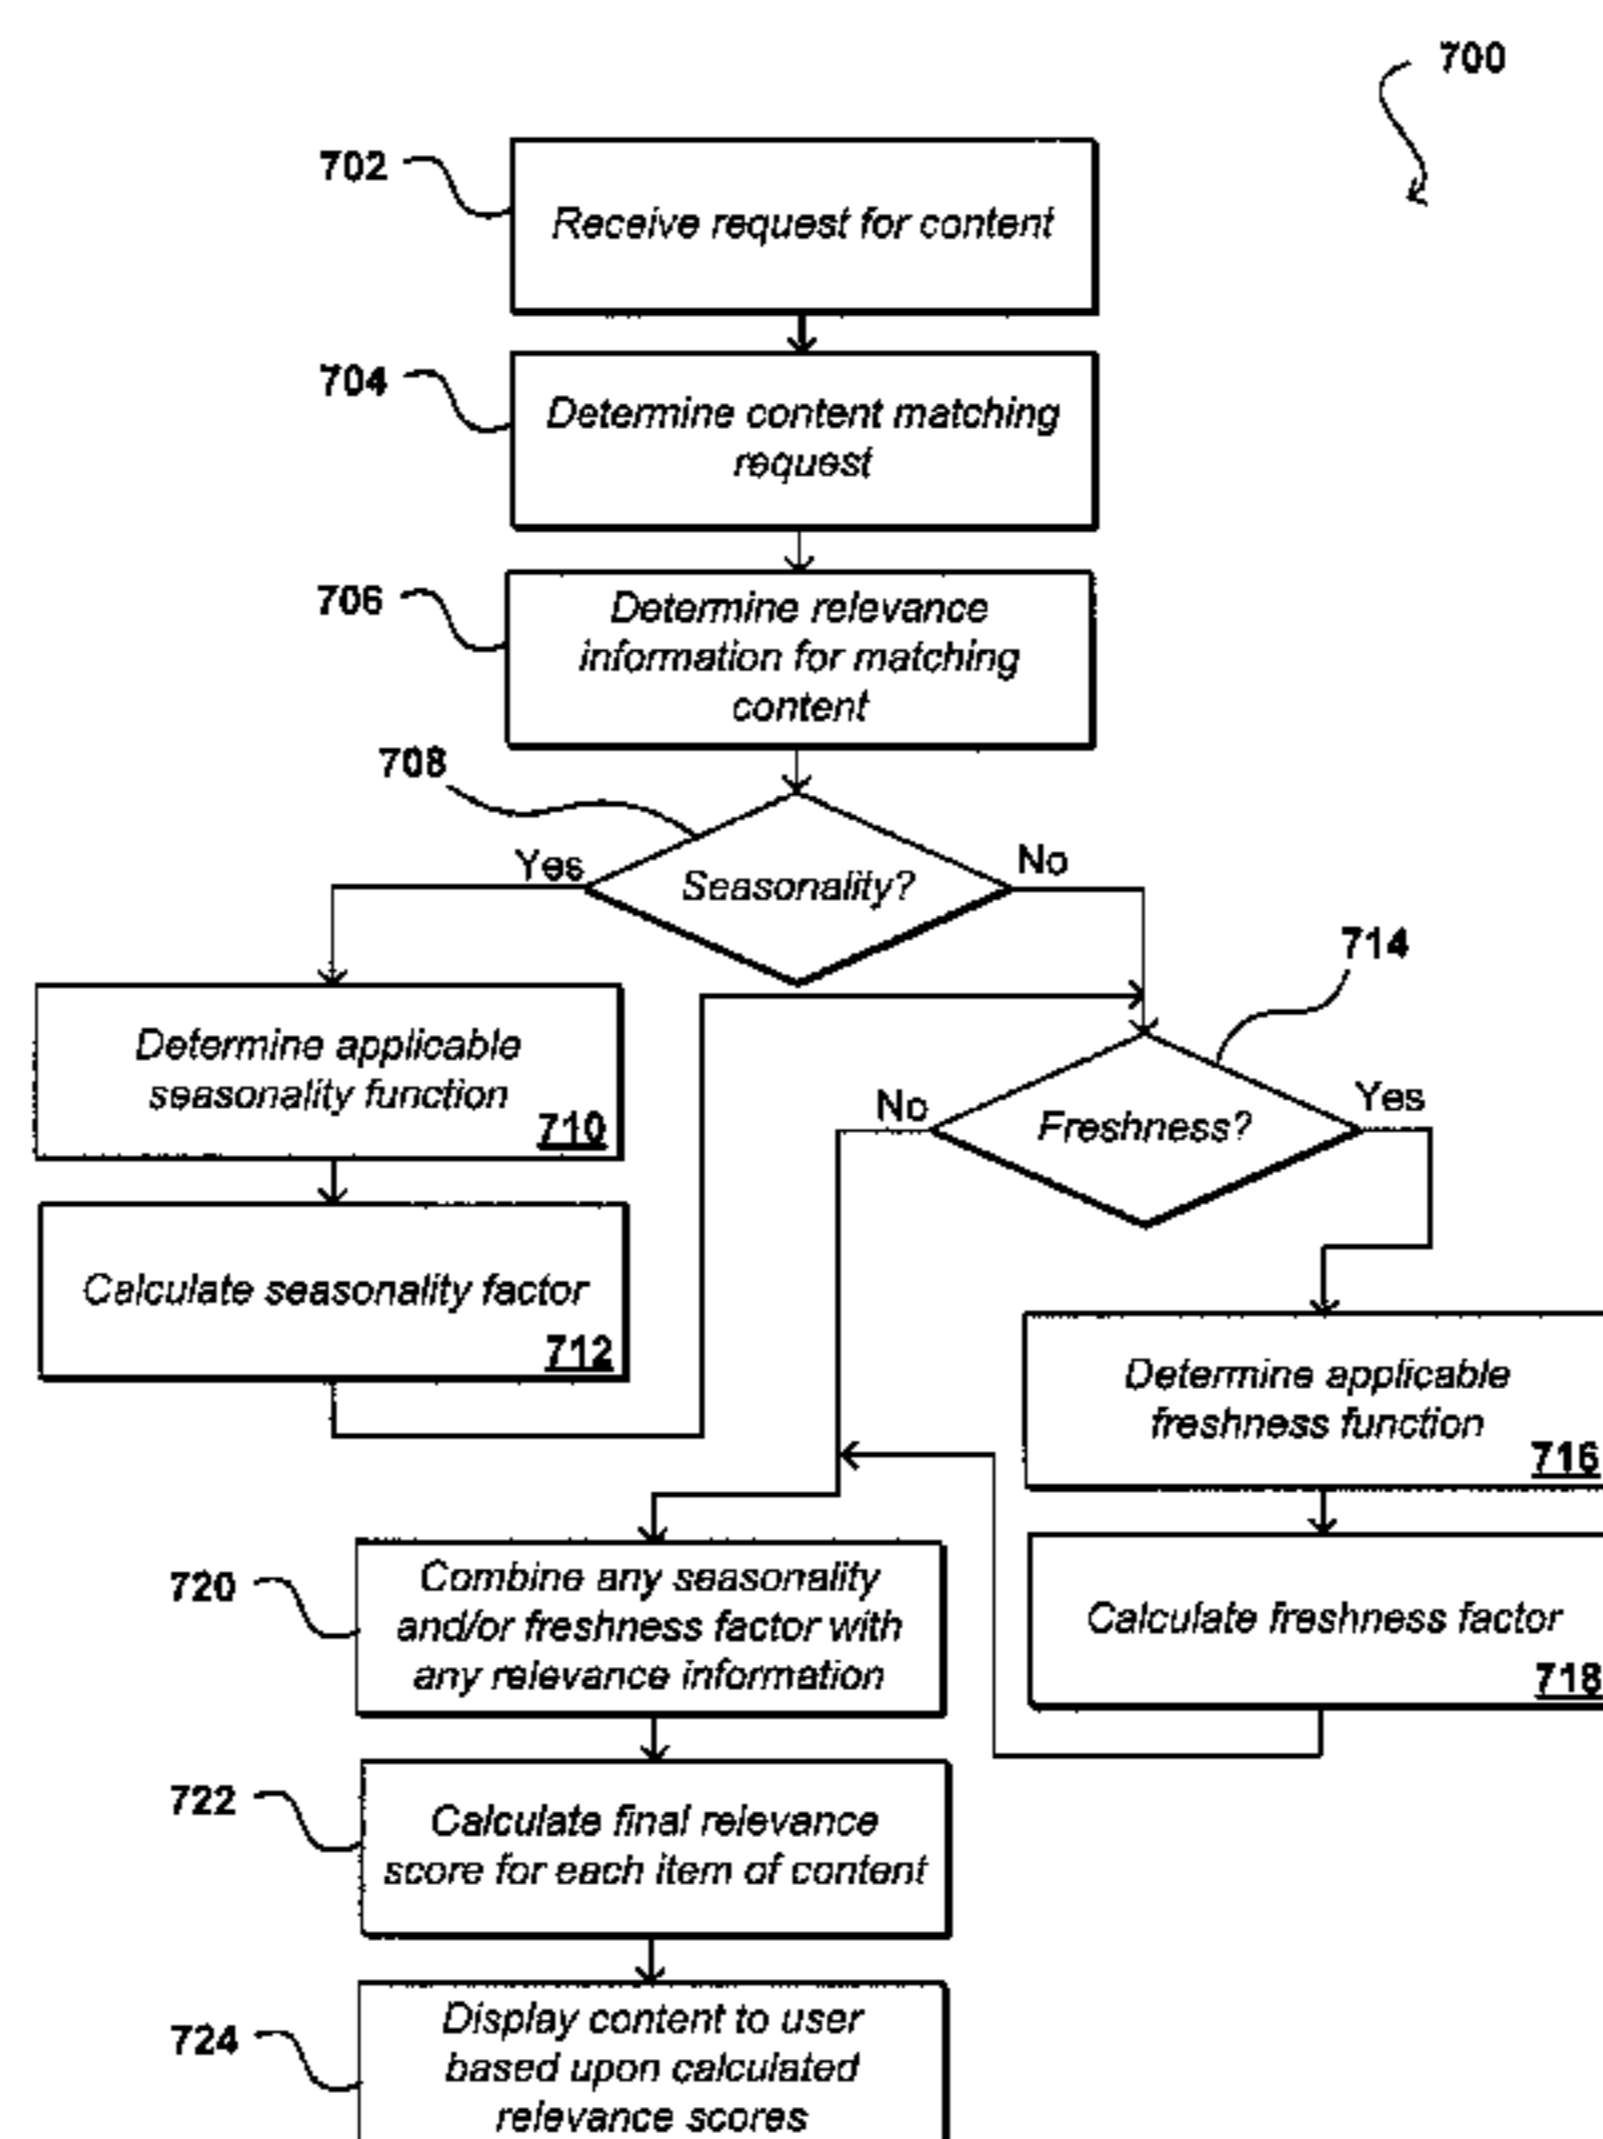 700
702
Receive request for content
704
Determine content matching
request
706
Determine relevance
information for matching
content
708
Yes
Seasonality?
No
714
Determine applicable
seasonality function
710
No
Freshness?
Yes
Calculate seasonality factor
712
Determine applicable
freshness function
716
720
Combine any seasonality
and/or freshness factor with
any relevance information
Calculate freshness factor
718
722
Calculate final relevance
score for each item of content
724
Display content to user
based upon calculated
relevance scores